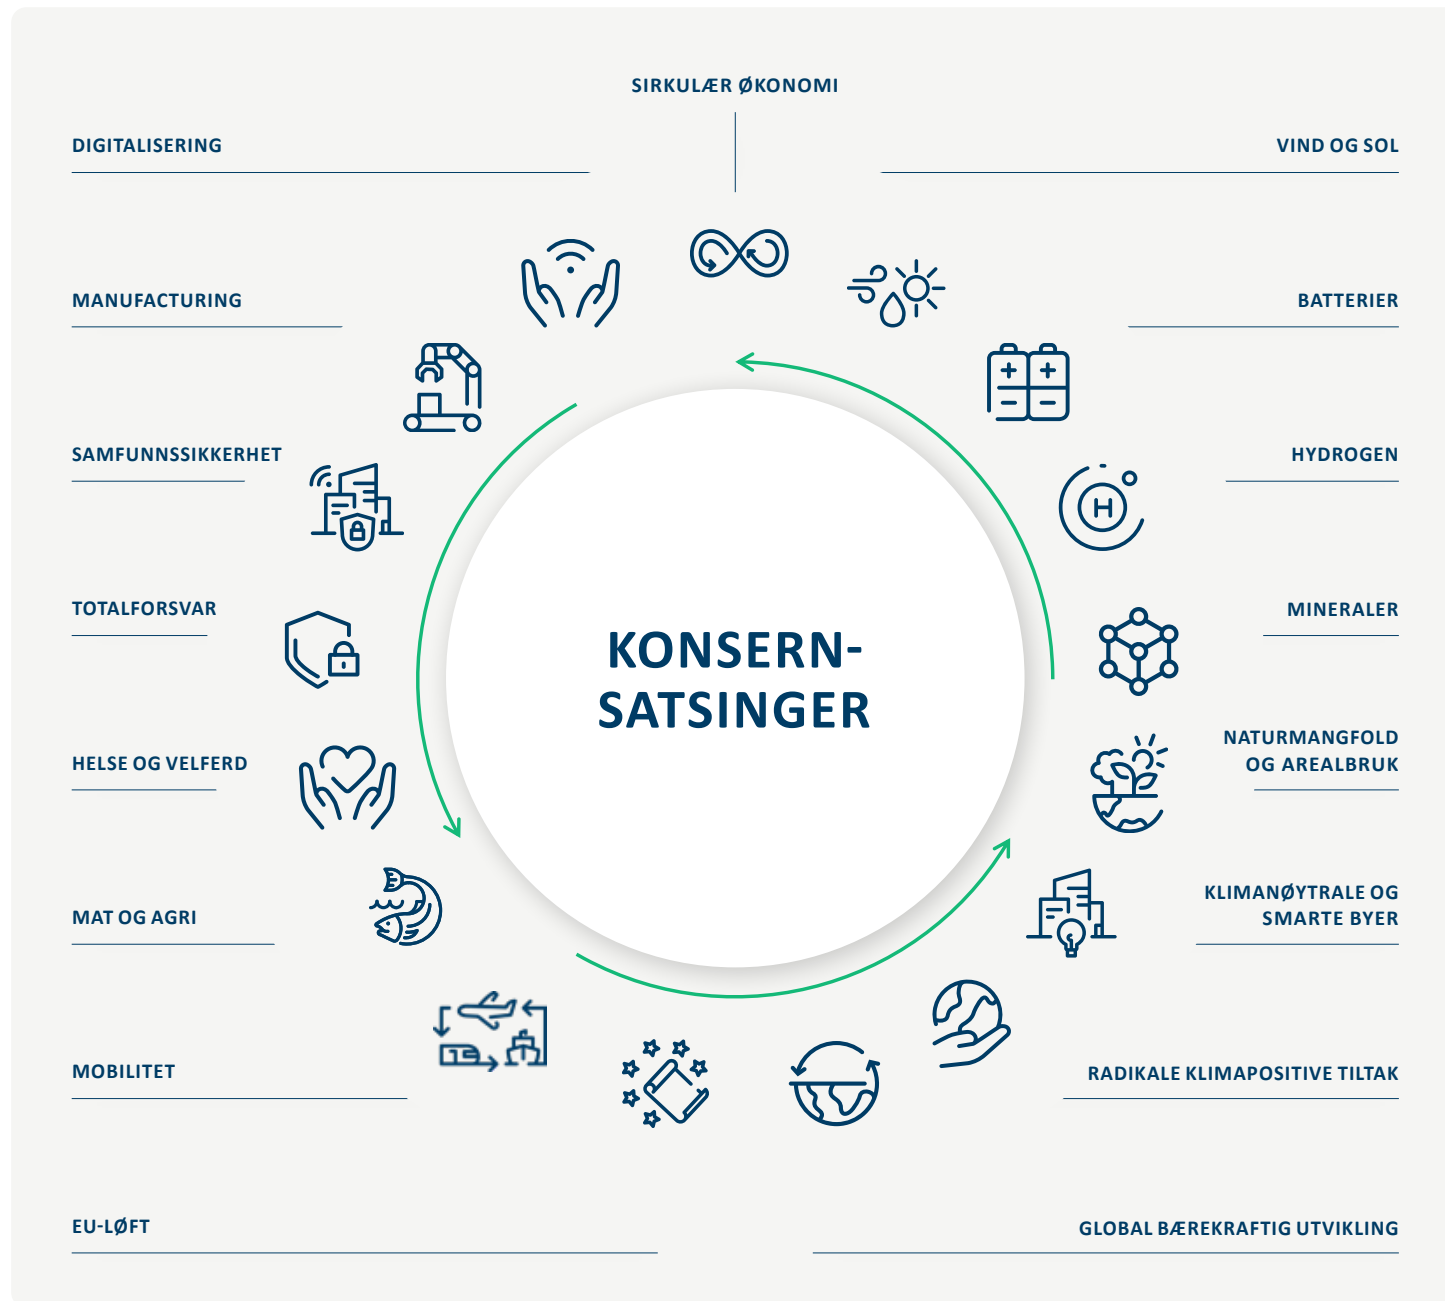 SIRKULÆR ØKONOMI
DIGITALISERING
VIND OG SOL
MANUFACTURING
BATTERIER
SAMFUNNSSIKKERHET
HYDROGEN
H
TOTALFORSVAR
MINERALER
KONSERN-
SATSINGER
HELSE OG VELFERD
NATURMANGFOLD
OG AREALBRUK
MAT OG AGRI
KLIMANØYTRALE OG
SMARTE BYER
MOBILITET
RADIKALE KLIMAPOSITIVE TILTAK
EU-LØFT
GLOBAL BÆREKRAFTIG UTVIKLING